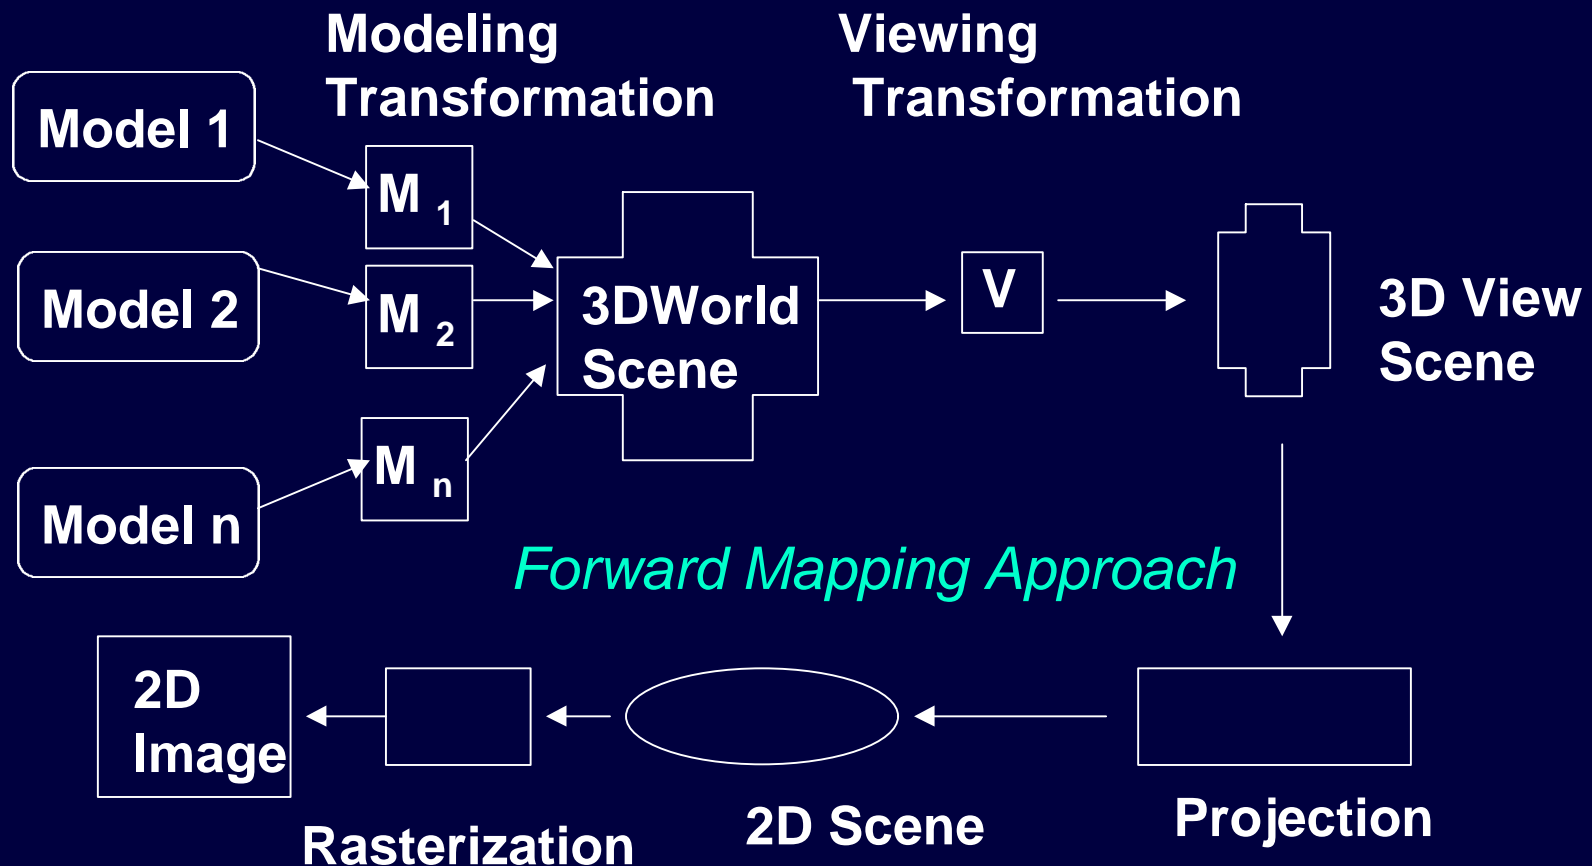 Modeling
Transformation
Viewing
Transformation
Model 1
M 1
Model 2
M 2
3DWorld
Scene
V
3D View
Scene
Model n
M n
Forward Mapping Approach
2D
Image
Rasterization
2D Scene
Projection